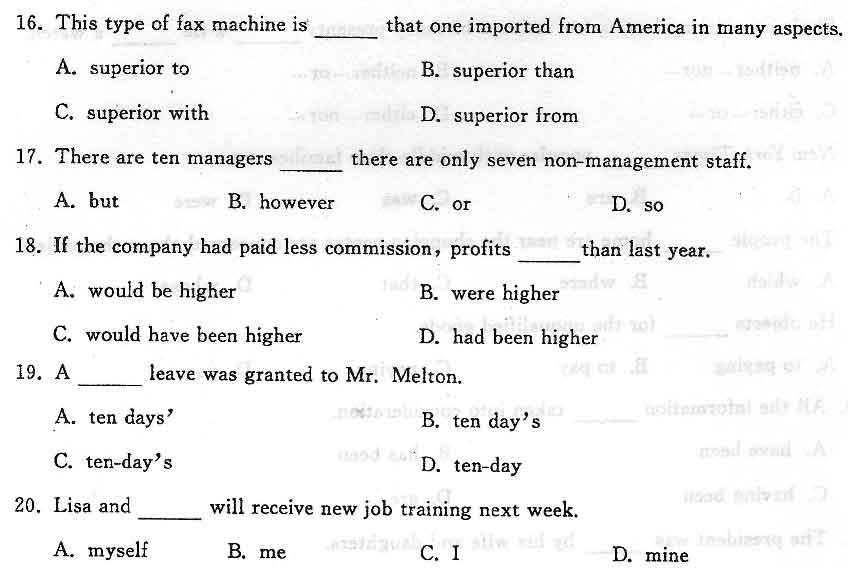 16. This type of fax machine is ______ that one imported from America in many aspects.
A. superior to B. superior than
C. superior with D. superior from
17. There are ten managers ______ there are only seven non-management staff.
A. but B. however C. or D. so
18. If the company had paid less commission, profits ______ than last year.
A. would be higher B. were higher
C. would have been higher D. had been higher
19. A ______ leave was granted to Mr. Melton.
A. ten days' B. ten day's
C. ten-day's D. ten-day
20. Lisa and ______ will receive new job training next week.
A. myself B. me C. I D. mine